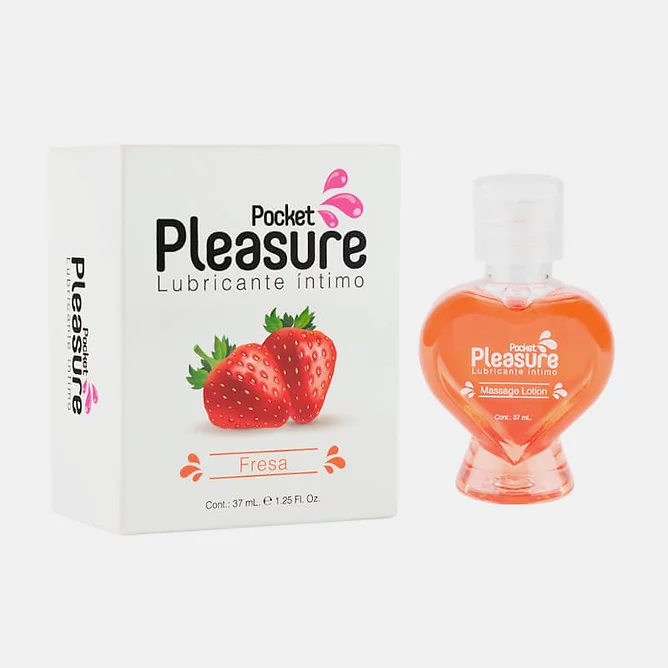 Pocket
Pleasure
Lubricante íntimo
Fresa
Cont.: 37 mL. ℮ 1.25 Fl. Oz.
Pocket
Pleasure
Lubricante íntimo
Pocket
Pleasure
Lubricante íntimo
Massage Lotion
Cont.: 37 mL.